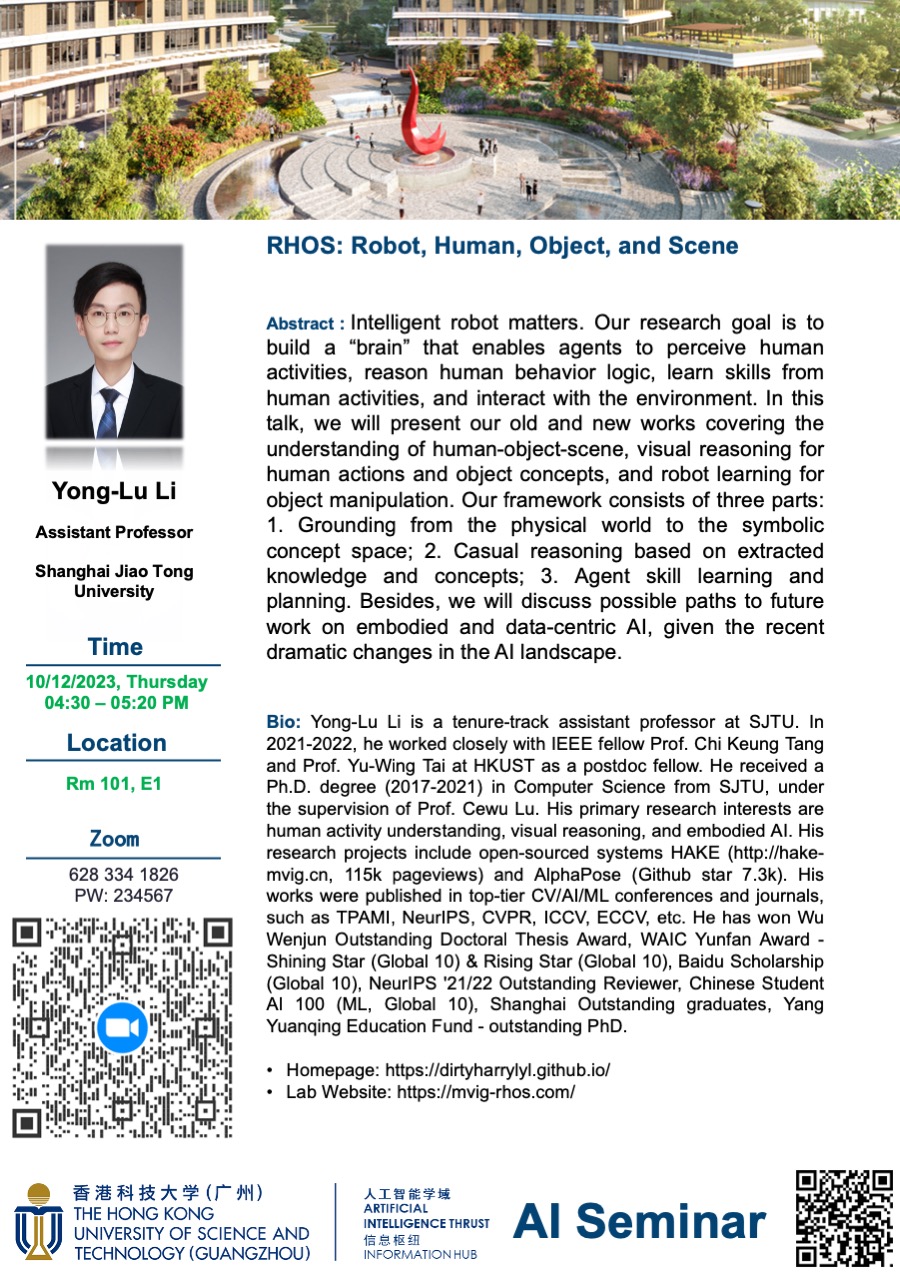 RHOS: Robot, Human, Object, and Scene
Abstract : Intelligent robot matters. Our research goal is to
build a “brain” that enables agents to perceive human
activities, reason human behavior logic, learn skills from
human activities, and interact with the environment. In this
talk, we will present our old and new works covering the
understanding of human-object-scene, visual reasoning for
human actions and object concepts, and robot learning for
object manipulation. Our framework consists of three parts:
1. Grounding from the physical world to the symbolic
concept space; 2. Casual reasoning based on extracted
knowledge and concepts; 3. Agent skill learning and
planning. Besides, we will discuss possible paths to future
work on embodied and data-centric AI, given the recent
dramatic changes in the AI landscape.
Yong-Lu Li
Assistant Professor
Shanghai Jiao Tong
University
Time
10/12/2023, Thursday
04:30 – 05:20 PM
Location
Rm 101, E1
Zoom
628 334 1826
PW: 234567
Bio: Yong-Lu Li is a tenure-track assistant professor at SJTU. In
2021-2022, he worked closely with IEEE fellow Prof. Chi Keung Tang
and Prof. Yu-Wing Tai at HKUST as a postdoc fellow. He received a
Ph.D. degree (2017-2021) in Computer Science from SJTU, under
the supervision of Prof. Cewu Lu. His primary research interests are
human activity understanding, visual reasoning, and embodied AI. His
research projects include open-sourced systems HAKE (http://hake-
mvig.cn, 115k pageviews) and AlphaPose (Github star 7.3k). His
works were published in top-tier CV/AI/ML conferences and journals,
such as TPAMI, NeurIPS, CVPR, ICCV, ECCV, etc. He has won Wu
Wenjun Outstanding Doctoral Thesis Award, WAIC Yunfan Award -
Shining Star (Global 10) & Rising Star (Global 10), Baidu Scholarship
(Global 10), NeurIPS '21/22 Outstanding Reviewer, Chinese Student
AI 100 (ML, Global 10), Shanghai Outstanding graduates, Yang
Yuanqing Education Fund - outstanding PhD.
• Homepage: https://dirtyharrylyl.github.io/
• Lab Website: https://mvig-rhos.com/
香港科技大学(广州)
THE HONG KONG
UNIVERSITY OF SCIENCE AND
TECHNOLOGY (GUANGZHOU)
人工智能学域
ARTIFICIAL
INTELLIGENCE THRUST
信息枢纽
INFORMATION HUB
AI Seminar